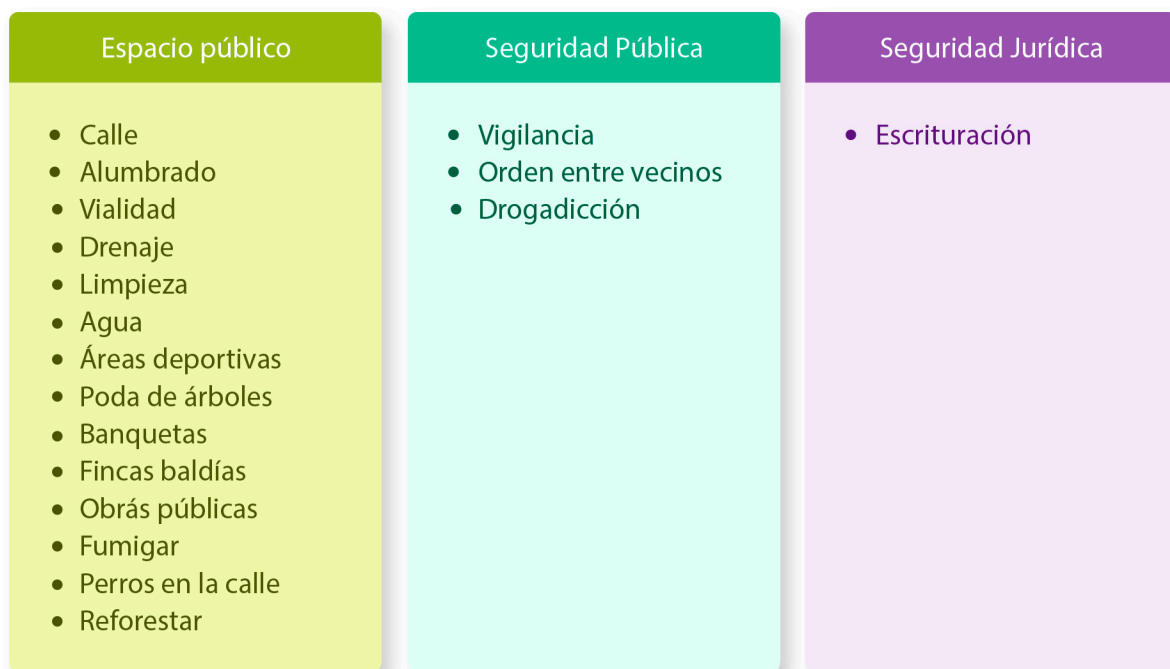 Espacio público
• Calle
• Alumbrado
• Vialidad
• Drenaje
• Limpieza
• Agua
• Áreas deportivas
• Poda de árboles
• Banquetas
• Fincas baldías
• Obrás públicas
• Fumigar
• Perros en la calle
• Reforestar
Seguridad Pública
• Vigilancia
• Orden entre vecinos
• Drogadicción
Seguridad Jurídica
• Escrituración